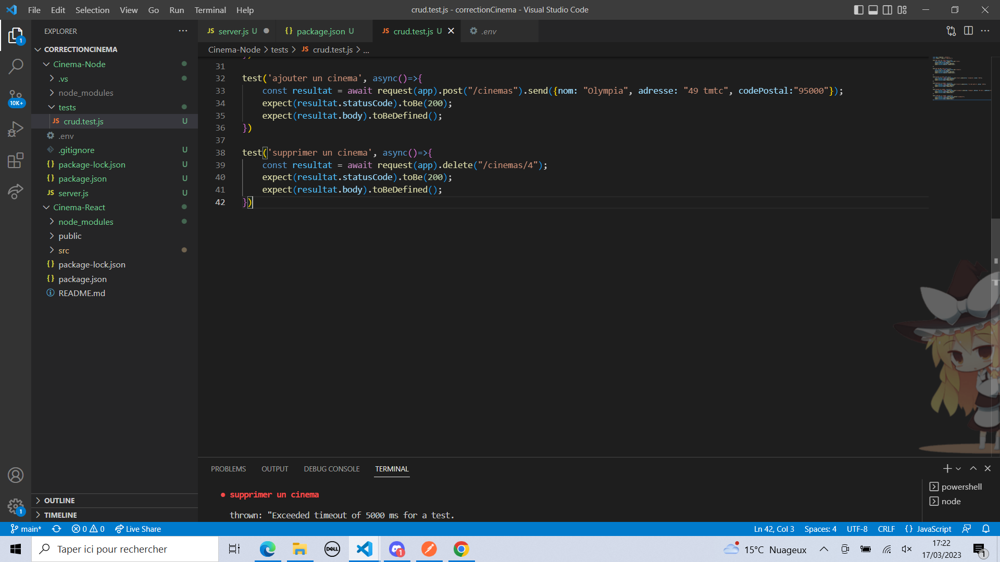 File Edit Selection View Go Run Terminal Help
crud.test.js - correctionCinema - Visual Studio Code
EXPLORER
JS server.js U
{} package.json U
JS crud.test.js U
.env
Cinema-Node > tests > JS crud.test.js > ...
CORRECTIONCINEMA
Cinema-Node
.vs
node_modules
tests
JS crud.test.js U
.env
.gitignore U
{} package-lock.json U
{} package.json U
JS server.js U
Cinema-React
node_modules
public
src
{} package-lock.json
{} package.json
README.md
OUTLINE
TIMELINE
1
10K+
1
31
32 test('ajouter un cinema', async()=>{
33 const resultat = await request(app).post("/cinemas").send({nom: "Olympia", adresse: "49 tmtc", codePostal:"95000"});
34 expect(resultat.statusCode).toBe(200);
35 expect(resultat.body).toBeDefined();
36 })
37
38 test('supprimer un cinema', async()=>{
39 const resultat = await request(app).delete("/cinemas/4");
40 expect(resultat.statusCode).toBe(200);
41 expect(resultat.body).toBeDefined();
42 })
PROBLEMS OUTPUT DEBUG CONSOLE TERMINAL
● supprimer un cinema
thrown: "Exceeded timeout of 5000 ms for a test.
powershell
node
main* 0 0 Live Share
Ln 42, Col 3 Spaces: 4 UTF-8 CRLF {} JavaScript
Taper ici pour rechercher
DELL
1
15°C Nuageux
17:22
17/03/2023
1